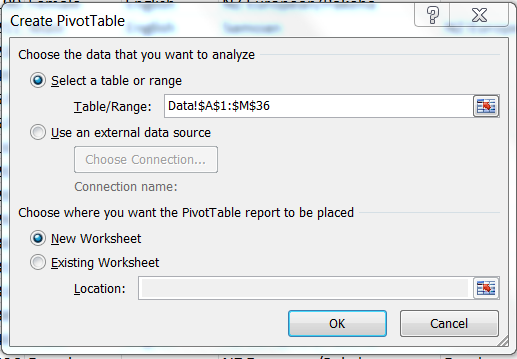 Create PivotTable
Choose the data that you want to analyze
Select a table or range
Table/Range: Data!$A$1:$M$36
Use an external data source
Choose Connection...
Connection name:
Choose where you want the PivotTable report to be placed
New Worksheet
Existing Worksheet
Location:
OK Cancel